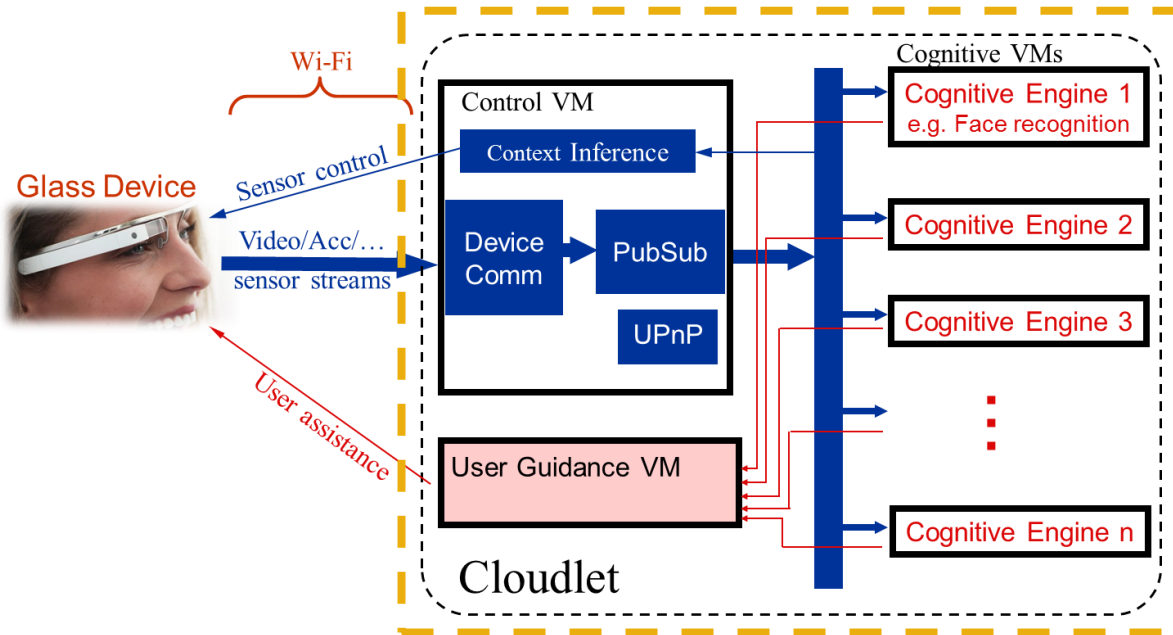 Wi-Fi
Glass Device
Sensor control
Video/Acc/…
sensor streams
User assistance
Control VM
Context Inference
Device
Comm
PubSub
UPnP
User Guidance VM
Cloudlet
Cognitive VMs
Cognitive Engine 1
e.g. Face recognition
Cognitive Engine 2
Cognitive Engine 3
Cognitive Engine n